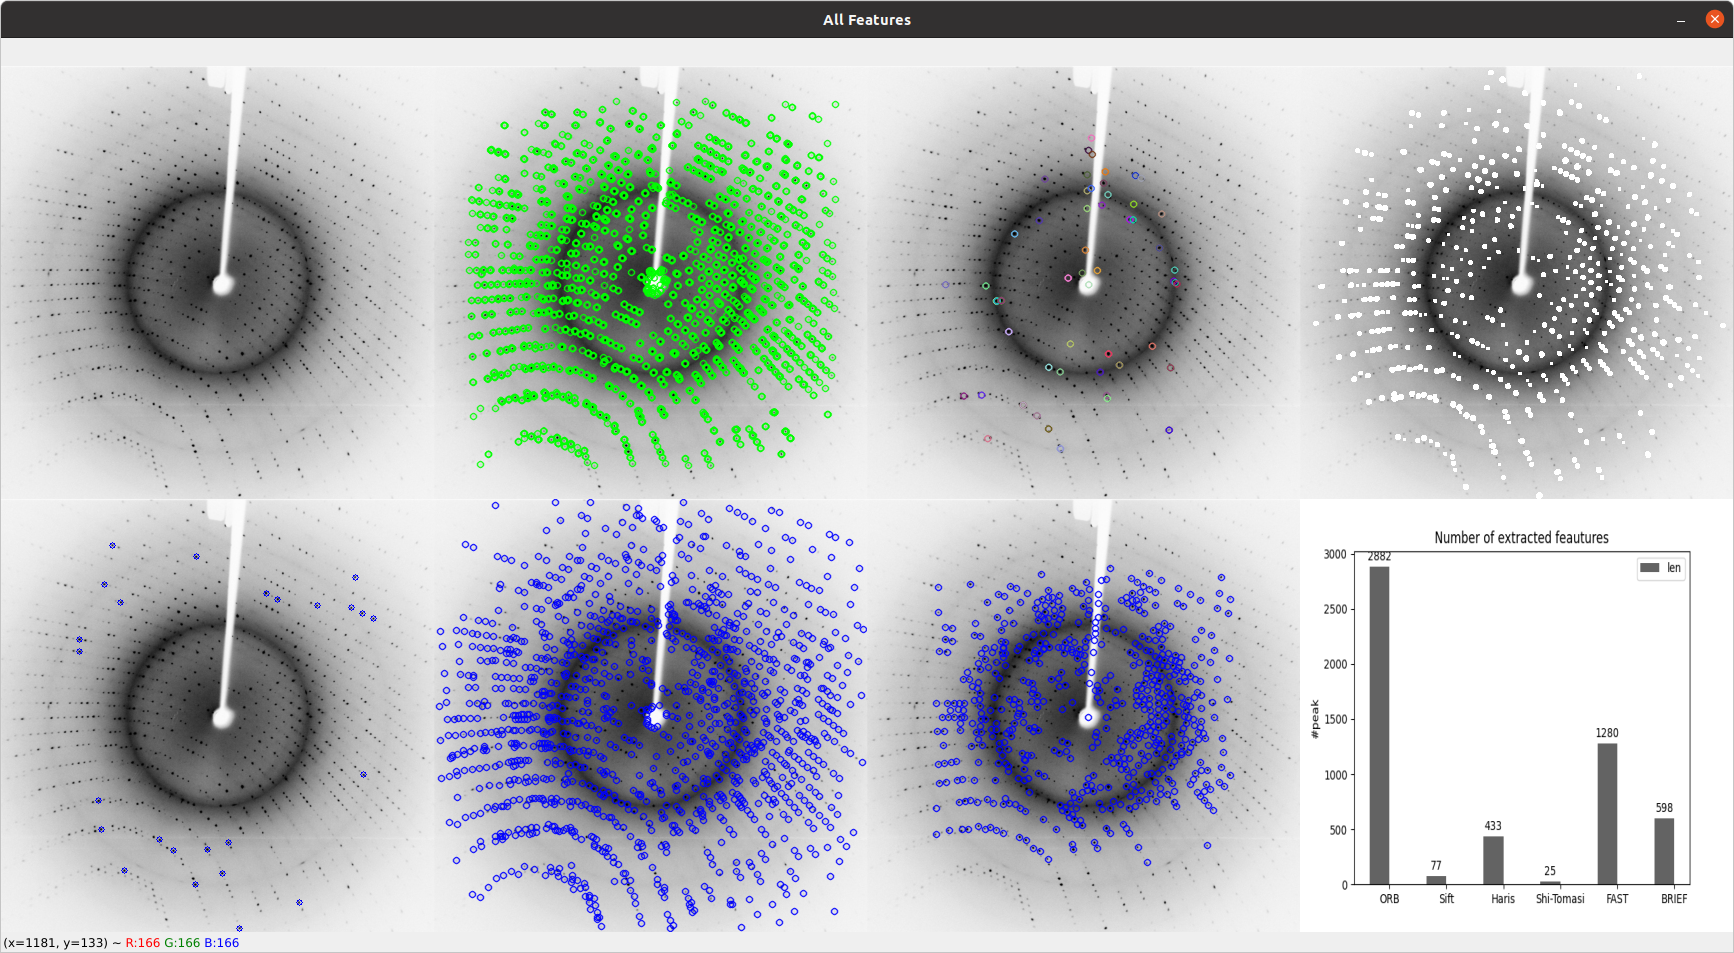 All Features
Number of extracted feautures
3000
2882
len
2500
2000
1500
1280
1000
598
500
433
77
25
0
#peak
ORB
Sift
Haris
Shi-Tomasi
FAST
BRIEF
(x=1181, y=133) ~ R:166 G:166 B:166